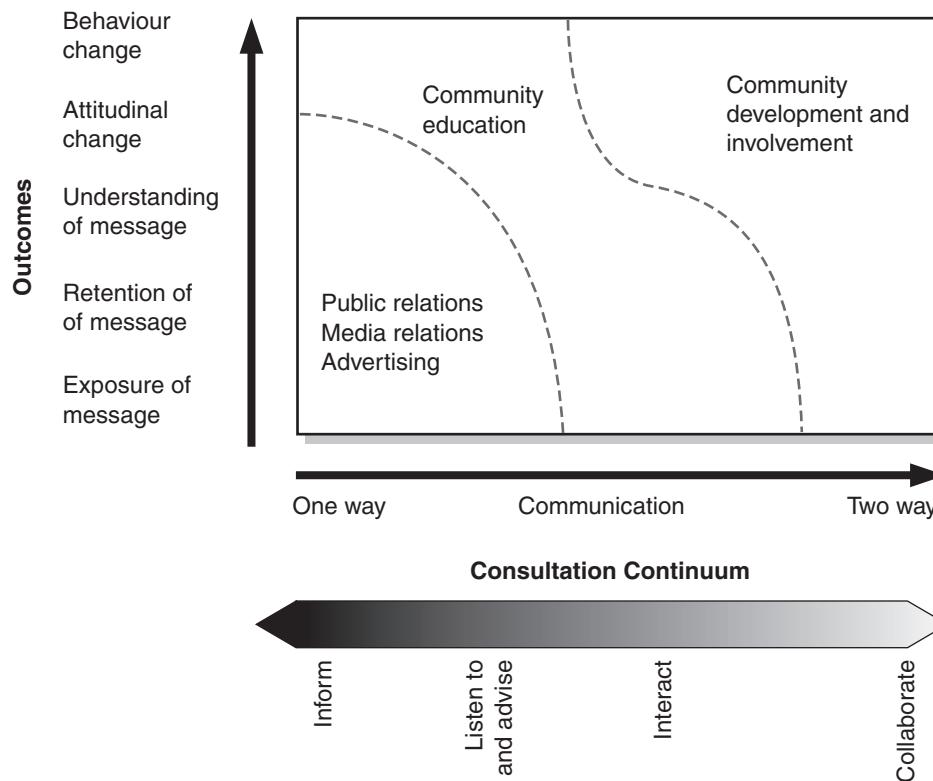 Outcomes
Behaviour
change
Attitudinal
change
Understanding
of message
Retention of
of message
Exposure of
message
Community
education
Community
development and
involvement
Public relations
Media relations
Advertising
One way
Communication
Two way
Consultation Continuum
Inform
Listen to
and advise
Interact
Collaborate